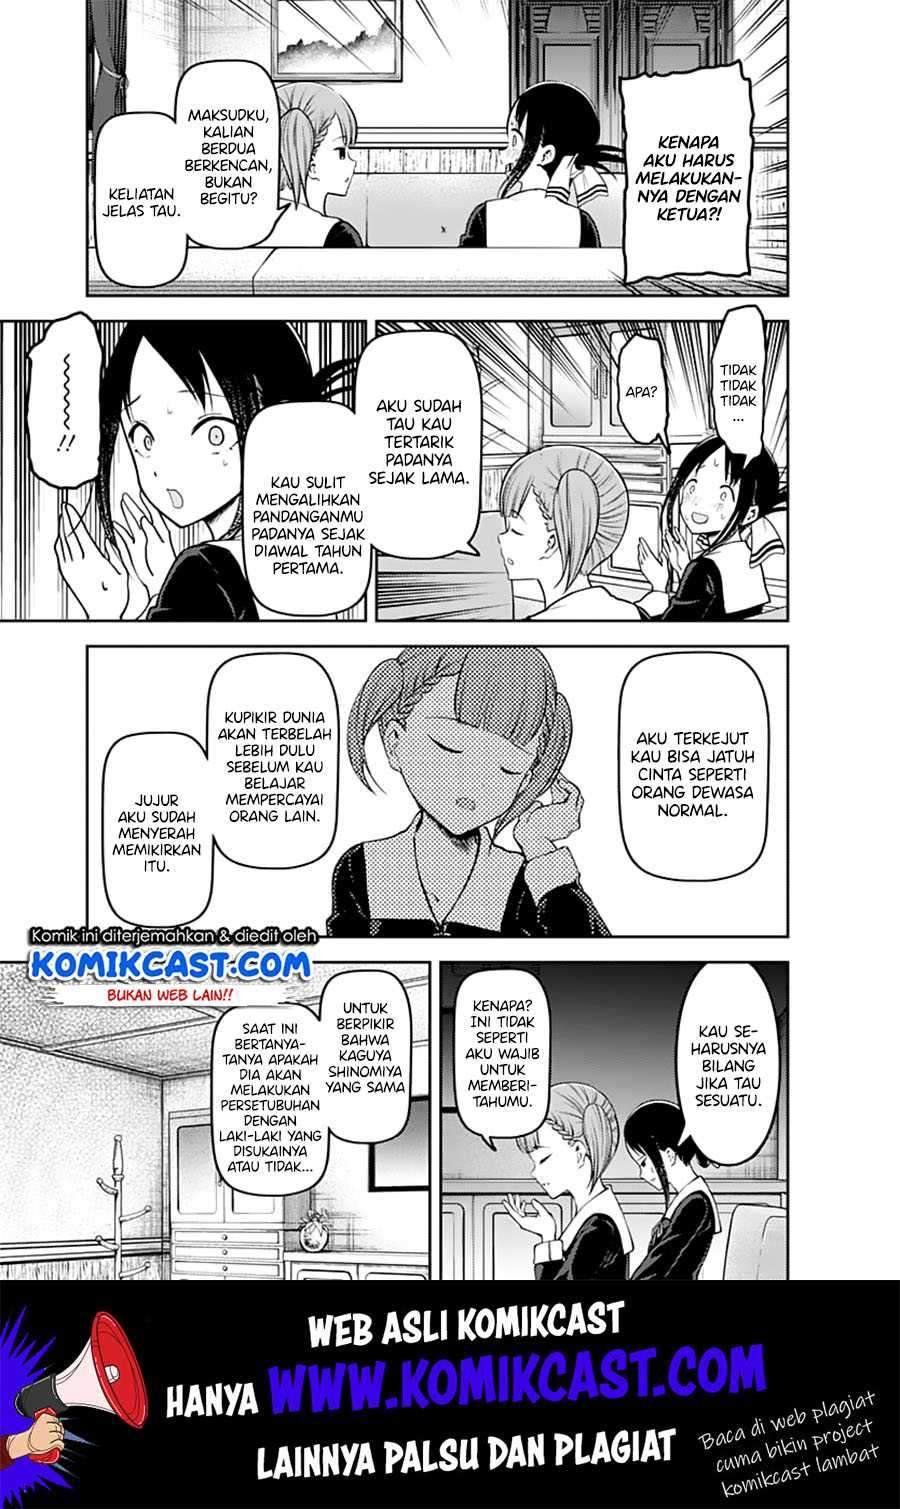 KENAPA
AKU HARUS
MELAKUKAN-
NYA DENGAN
KETUA?!
MAKSUDKU,
KALIAN
BERDUA
BERKENCAN,
BUKAN
BEGITU?
KELIATAN
JELAS TAU.
TIDAK
TIDAK
TIDAK
...
APA?
AKU SUDAH
TAU KAU
TERTARIK
PADANYA
SEJAK LAMA.
KAU SULIT
MENGALIHKAN
PANDANGANMU
PADANYA SEJAK
DIAWAL TAHUN
PERTAMA.
~~~!!
AKU TERKEJUT
KAU BISA JATUH
CINTA SEPERTI
ORANG DEWASA
NORMAL.
KUPIKIR DUNIA
AKAN TERBELAH
LEBIH DULU
SEBELUM KAU
BELAJAR
MEMPERCAYAI
ORANG LAIN.
JUJUR
AKU SUDAH
MENYERAH
MEMIKIRKAN
ITU.
Komik ini diterjemahkan & diedit oleh
KOMIKCAST.COM
BUKAN WEB LAIN!!
KAU SE-
HARUSNYA
BILANG
JIKA TAU
SESUATU.
KENAPA?
INI TIDAK
SEPERTI
AKU WAJIB
UNTUK
MEMBERI-
TAHUMU.
UNTUK
BERPIKIR
BAHWA
KAGUYA
SHINOMIYA
YANG SAMA
SAAT INI
BERTANYA-
TANYA APAKAH
DIA AKAN
MELAKUKAN
PERSETUBUHAN
DENGAN
LAKI-LAKI YANG
DISUKAINYA
ATAU TIDAK...
WEB ASLI KOMIKCAST
HANYA WWW.KOMIKCAST.COM
LAINNYA PALSU DAN PLAGIAT
Baca di web plagiat
cuma bikin project
komikcast lambat